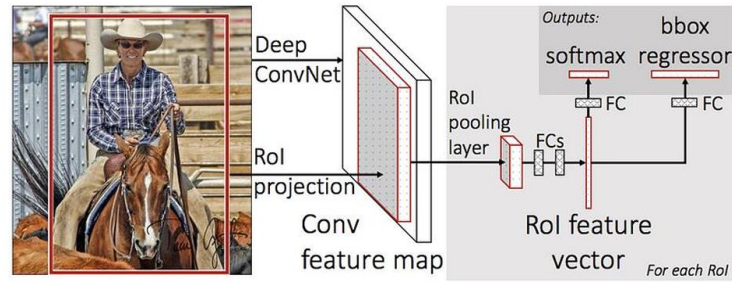 Deep
ConvNet
RoI
projection
Conv
feature map
RoI
pooling
layer
FCs
RoI feature
vector
For each RoI
Outputs:
softmax
bbox
regressor
FC
FC